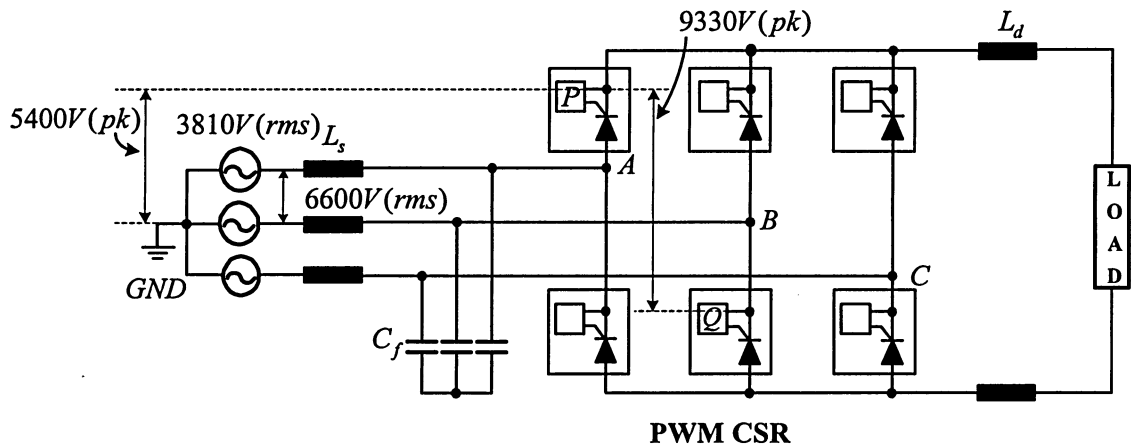 9330V(pk)
L_d
P
5400V(pk)
3810V(rms)
L_s
A
6600V(rms)
B
GND
C
Q
C_f
L
O
A
D
PWM CSR